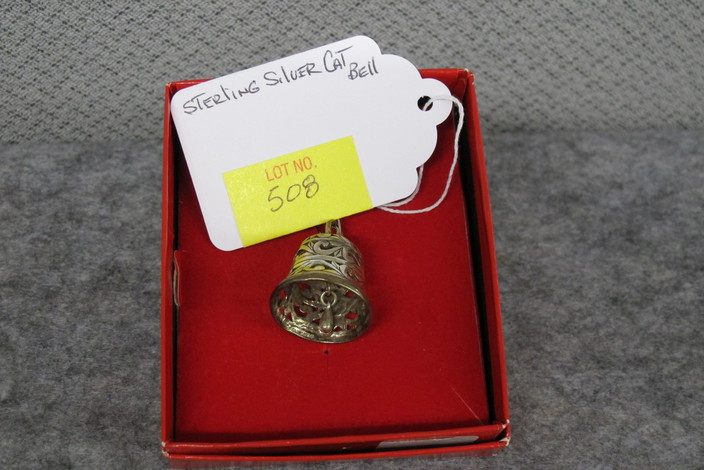 STERLING SILVER CAT
BELL
LOT NO.
508